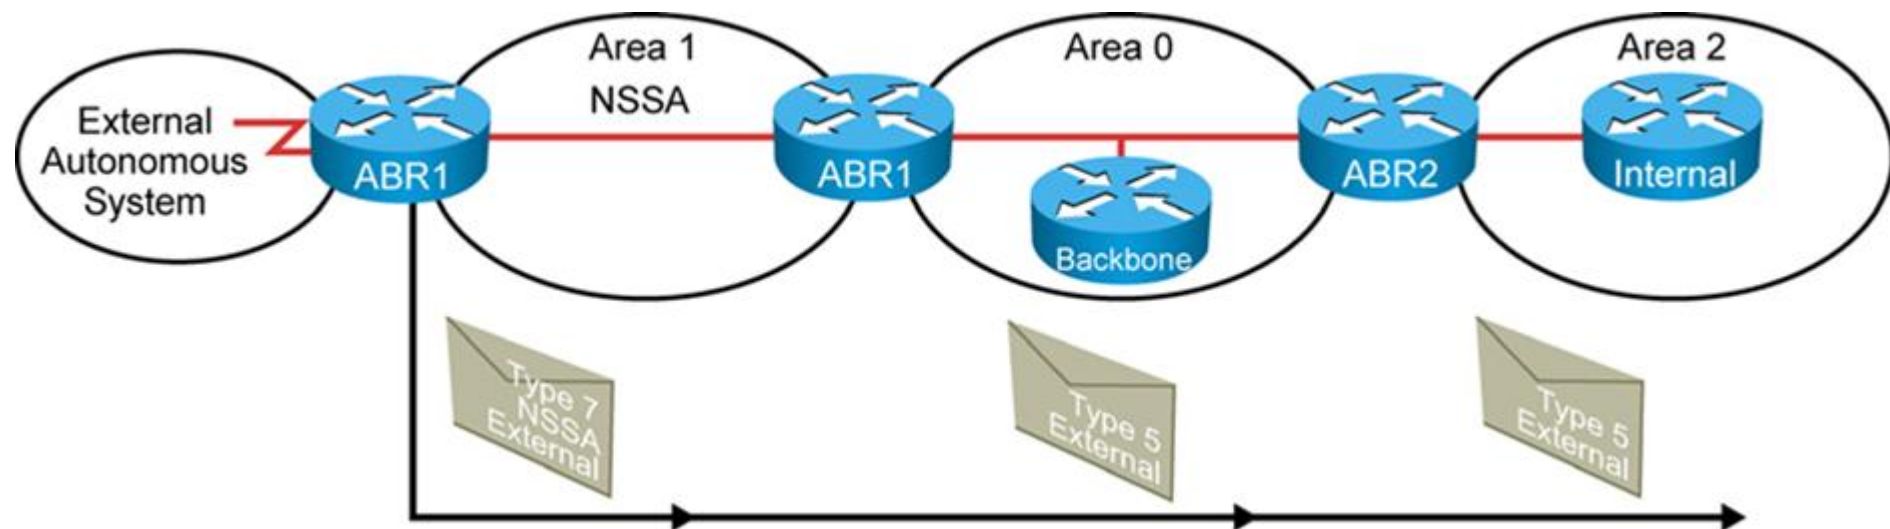 External
Autonomous
System
ABR1
Area 1
NSSA
ABR1
Area 0
Backbone
ABR2
Area 2
Internal
Type 7
NSSA
External
Type 5
External
Type 5
External